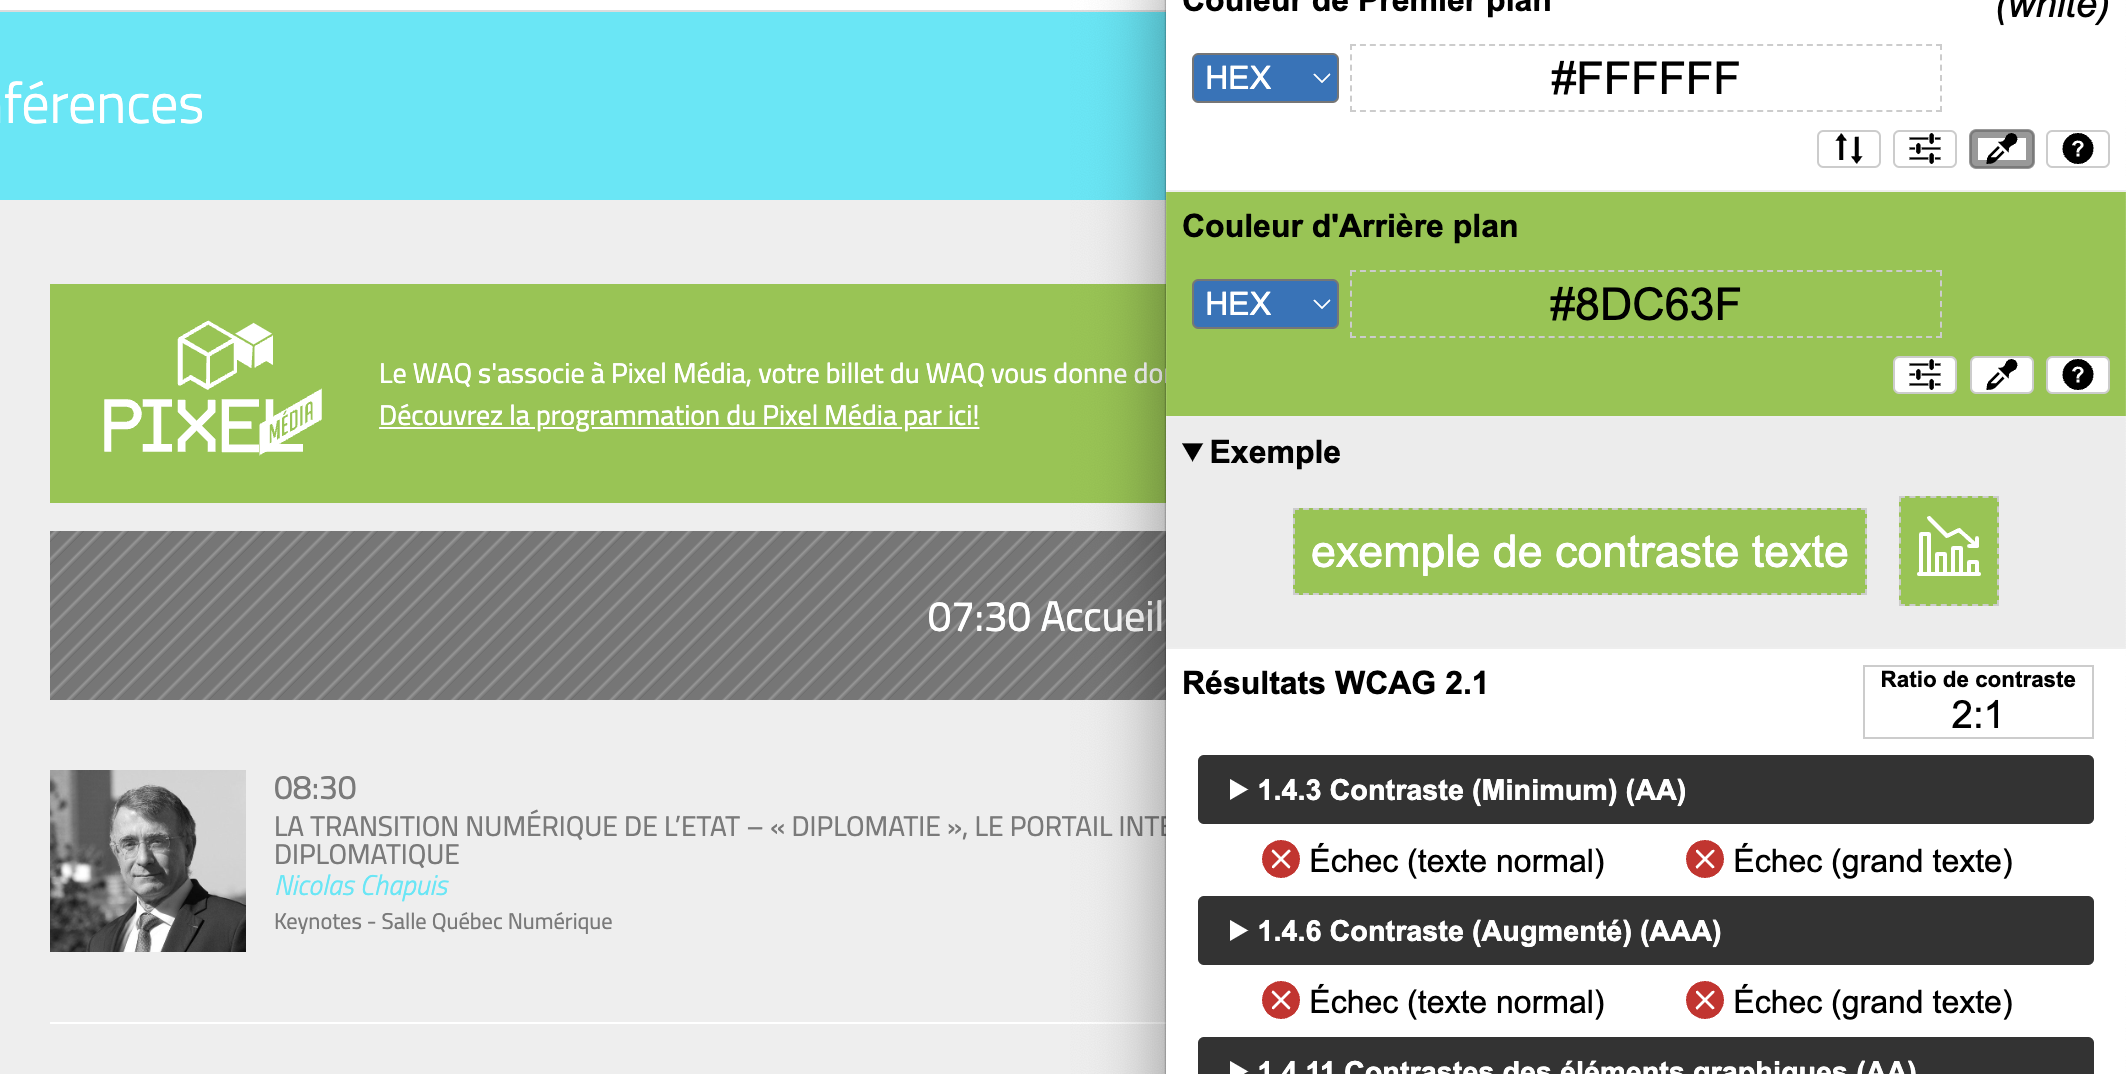 férences
PIXEL
MÉDIA
Le WAQ s'associe à Pixel Média, votre billet du WAQ vous donne
Découvrez la programmation du Pixel Média par ici!
07:30 Accueil
08:30
LA TRANSITION NUMÉRIQUE DE L’ETAT – « DIPLOMATIE », LE PORTAIL INTE
DIPLOMATIQUE
Nicolas Chapuis
Keynotes - Salle Québec Numérique
Couleur de Premier plan
(white)
HEX
#FFFFFF
Couleur d'Arrière plan
HEX
#8DC63F
Exemple
exemple de contraste texte
Résultats WCAG 2.1
Ratio de contraste
2:1
1.4.3 Contraste (Minimum) (AA)
Échec (texte normal) Échec (grand texte)
1.4.6 Contraste (Augmenté) (AAA)
Échec (texte normal) Échec (grand texte)
1.4.11 Contrastes des éléments graphiques (AA)